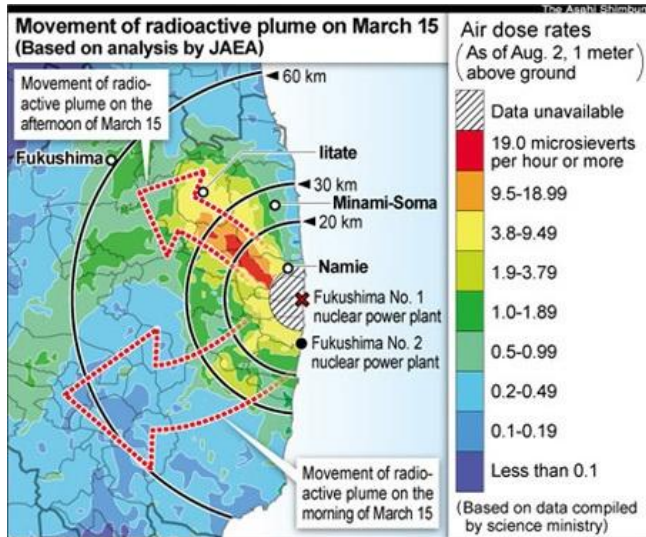 The Asahi Shimbun
Movement of radioactive plume on March 15
(Based on analysis by JAEA)
Movement of radio-
active plume on the
afternoon of March 15
60 km
Fukushima
Iitate
30 km
Minami-Soma
20 km
Namie
Fukushima No. 1
nuclear power plant
Fukushima No. 2
nuclear power plant
Movement of radio-
active plume on the
morning of March 15
Air dose rates
(As of Aug. 2, 1 meter
above ground)
Data unavailable
19.0 microsieverts
per hour or more
9.5-18.99
3.8-9.49
1.9-3.79
1.0-1.89
0.5-0.99
0.2-0.49
0.1-0.19
Less than 0.1
(Based on data compiled
by science ministry)